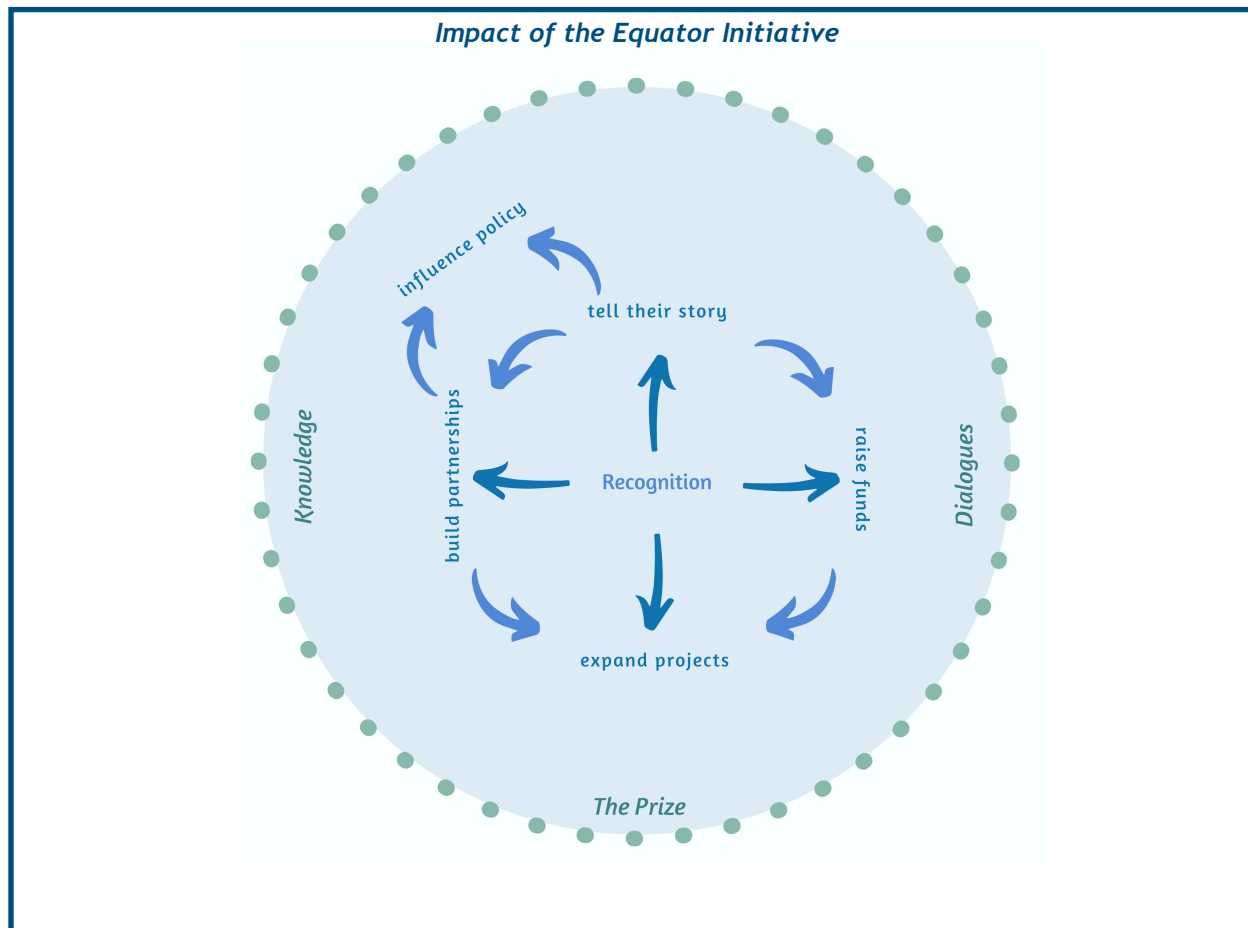 Impact of the Equator Initiative
influence policy
tell their story
build partnerships
Recognition
raise funds
Knowledge
Dialogues
expand projects
The Prize